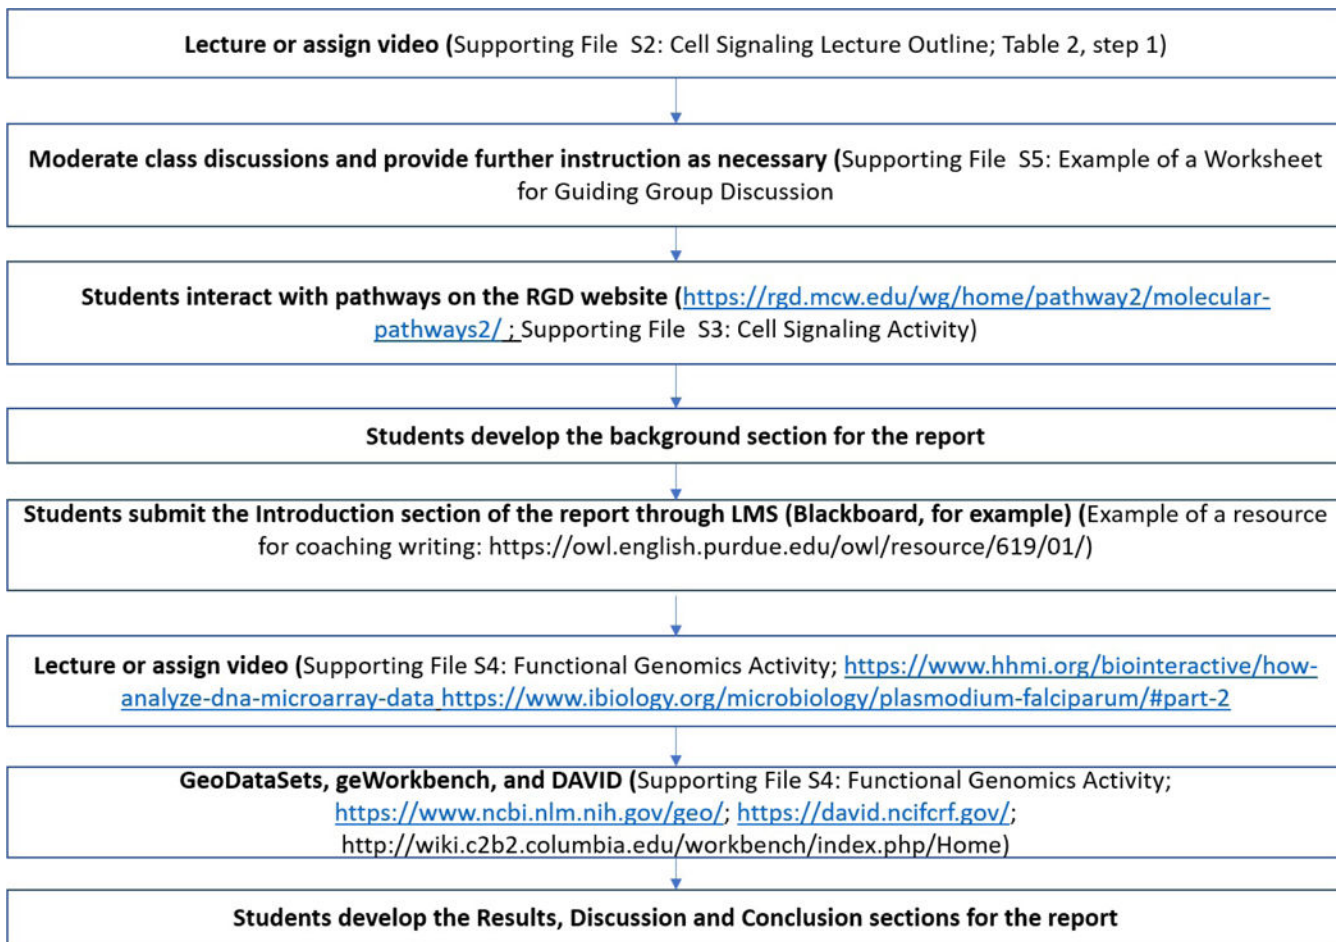 Lecture or assign video (Supporting File  S2: Cell Signaling Lecture Outline; Table 2, step 1)
Moderate class discussions and provide further instruction as necessary (Supporting File  S5: Example of a Worksheet
for Guiding Group Discussion
Students interact with pathways on the RGD website (https://rgd.mcw.edu/wg/home/pathway2/molecular-
pathways2/ ; Supporting File  S3: Cell Signaling Activity)
Students develop the background section for the report
Students submit the Introduction section of the report through LMS (Blackboard, for example) (Example of a resource
for coaching writing: https://owl.english.purdue.edu/owl/resource/619/01/)
Lecture or assign video (Supporting File S4: Functional Genomics Activity; https://www.hhmi.org/biointeractive/how-
analyze-dna-microarray-data https://www.ibiology.org/microbiology/plasmodium-falciparum/#part-2
GeoDataSets, geWorkbench, and DAVID (Supporting File S4: Functional Genomics Activity;
https://www.ncbi.nlm.nih.gov/geo/; https://david.ncifcrf.gov/;
http://wiki.c2b2.columbia.edu/workbench/index.php/Home)
Students develop the Results, Discussion and Conclusion sections for the report